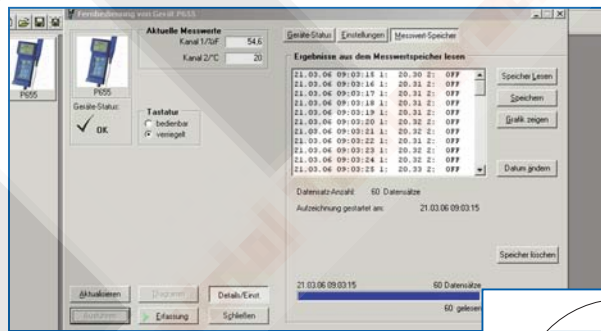 Fernbedienung von Gerät P655
P655
P655
Geräte-Status:
OK
Aktuelle Messwerte
Kanal 1/%rF
54,6
Kanal 2/°C
20
Tastatur
bedienbar
verriegelt
Aktualisieren
Diagramm
Details/Einst.
Ausführen
Erfassung
Schließen
Geräte-Status
Einstellungen
Messwert-Speicher
Ergebnisse aus dem Messwertspeicher lesen
21.03.06 09:03:15 1: 20.30 2: OFF
21.03.06 09:03:16 1: 20.31 2: OFF
21.03.06 09:03:17 1: 20.31 2: OFF
21.03.06 09:03:18 1: 20.31 2: OFF
21.03.06 09:03:19 1: 20.31 2: OFF
21.03.06 09:03:20 1: 20.32 2: OFF
21.03.06 09:03:21 1: 20.32 2: OFF
21.03.06 09:03:22 1: 20.31 2: OFF
21.03.06 09:03:23 1: 20.32 2: OFF
21.03.06 09:03:24 1: 20.32 2: OFF
21.03.06 09:03:25 1: 20.33 2: OFF
Speicher Lesen
Speichern
Grafik zeigen
Datum ändern
Datensatz-Anzahl: 60 Datensätze
Aufzeichnung gestartet am: 21.03.06 09:03:15
Speicher löschen
21.03.06 09:03:15
60 Datensätze
60 gelesen